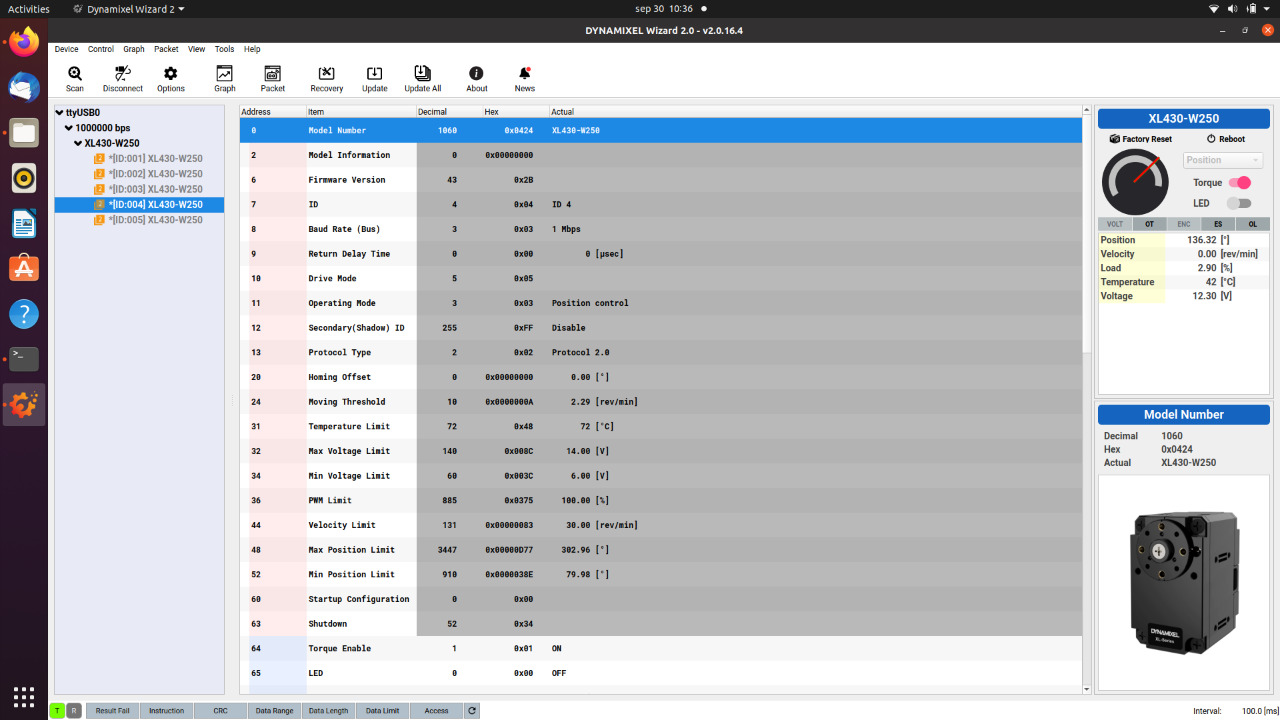 Activities Dynamixel Wizard 2 sep 30 10:36
DYNAMIXEL Wizard 2.0 - v2.0.16.4
Device Control Graph Packet View Tools Help
Scan Disconnect Options Graph Packet Recovery Update Update All About News
ttyUSB0
1000000 bps
XL430-W250
*[ID:001] XL430-W250
*[ID:002] XL430-W250
*[ID:003] XL430-W250
*[ID:004] XL430-W250
*[ID:005] XL430-W250
Address Item Decimal Hex Actual
0 Model Number 1060 0x0424 XL430-W250
2 Model Information 0 0x00000000
6 Firmware Version 43 0x2B
7 ID 4 0x04 ID 4
8 Baud Rate (Bus) 3 0x03 1 Mbps
9 Return Delay Time 0 0x00 0 [μsec]
10 Drive Mode 5 0x05
11 Operating Mode 3 0x03 Position control
12 Secondary(Shadow) ID 255 0xFF Disable
13 Protocol Type 2 0x02 Protocol 2.0
20 Homing Offset 0 0x00000000 0.00 [°]
24 Moving Threshold 10 0x0000000A 2.29 [rev/min]
31 Temperature Limit 72 0x48 72 [°C]
32 Max Voltage Limit 140 0x008C 14.00 [V]
34 Min Voltage Limit 60 0x003C 6.00 [V]
36 PWM Limit 885 0x0375 100.00 [%]
44 Velocity Limit 131 0x00000083 30.00 [rev/min]
48 Max Position Limit 3447 0x00000D77 302.96 [°]
52 Min Position Limit 910 0x0000038E 79.98 [°]
60 Startup Configuration 0 0x00
63 Shutdown 52 0x34
64 Torque Enable 1 0x01 ON
65 LED 0 0x00 OFF
XL430-W250
Factory Reset Reboot
Position
Torque
LED
VOLT OT ENC ES OL
Position 136.32 [°]
Velocity 0.00 [rev/min]
Load 2.90 [%]
Temperature 42 [°C]
Voltage 12.30 [V]
Model Number
Decimal 1060
Hex 0x0424
Actual XL430-W250
DYNAMIXEL
XL-Series
T R Result Fail Instruction CRC Data Range Data Length Data Limit Access
Interval: 100.0 [ms]